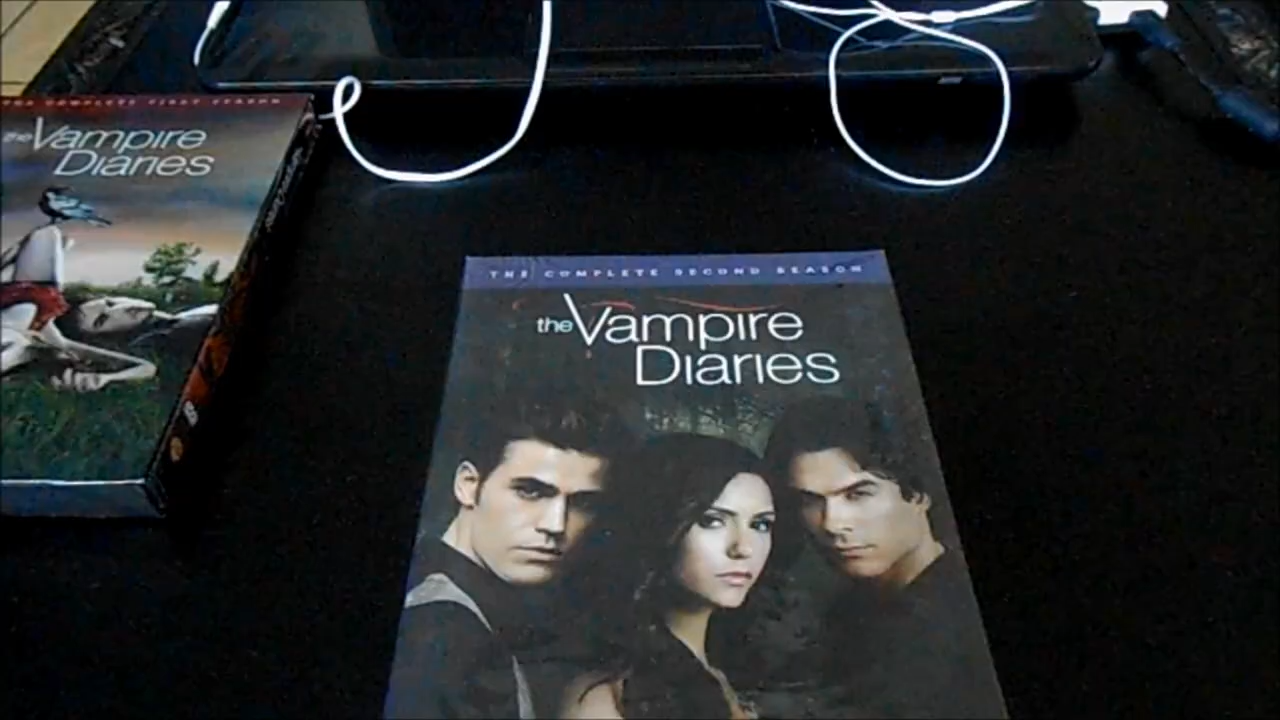 THE COMPLETE FIRST SEASON
the Vampire
Diaries
THE COMPLETE SECOND SEASON
the Vampire
Diaries